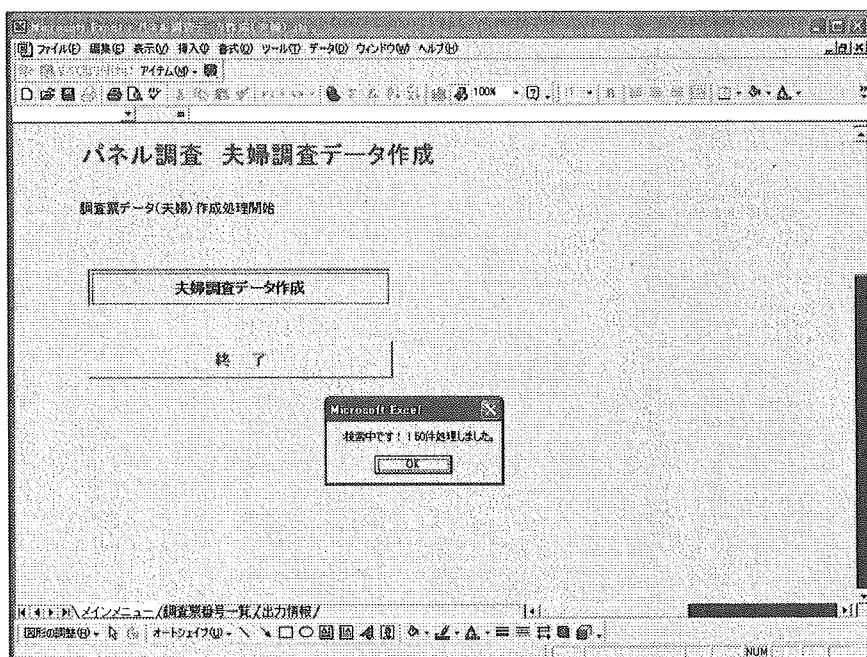 Microsoft Excel
ファイル(F) 編集(E) 表示(V) 挿入(I) 書式(O) ツール(T) データ(D) ウィンドウ(W) ヘルプ(H)
アイテム(M)
100%
パネル調査 夫婦調査データ作成
調査票データ(夫婦)作成処理開始
夫婦調査データ作成
終 了
Microsoft Excel
検索中です！150件処理しました。
OK
メインメニュー/調査票番号一覧/出力情報/
図形の調整(R) オートシェイプ(U)
NUM